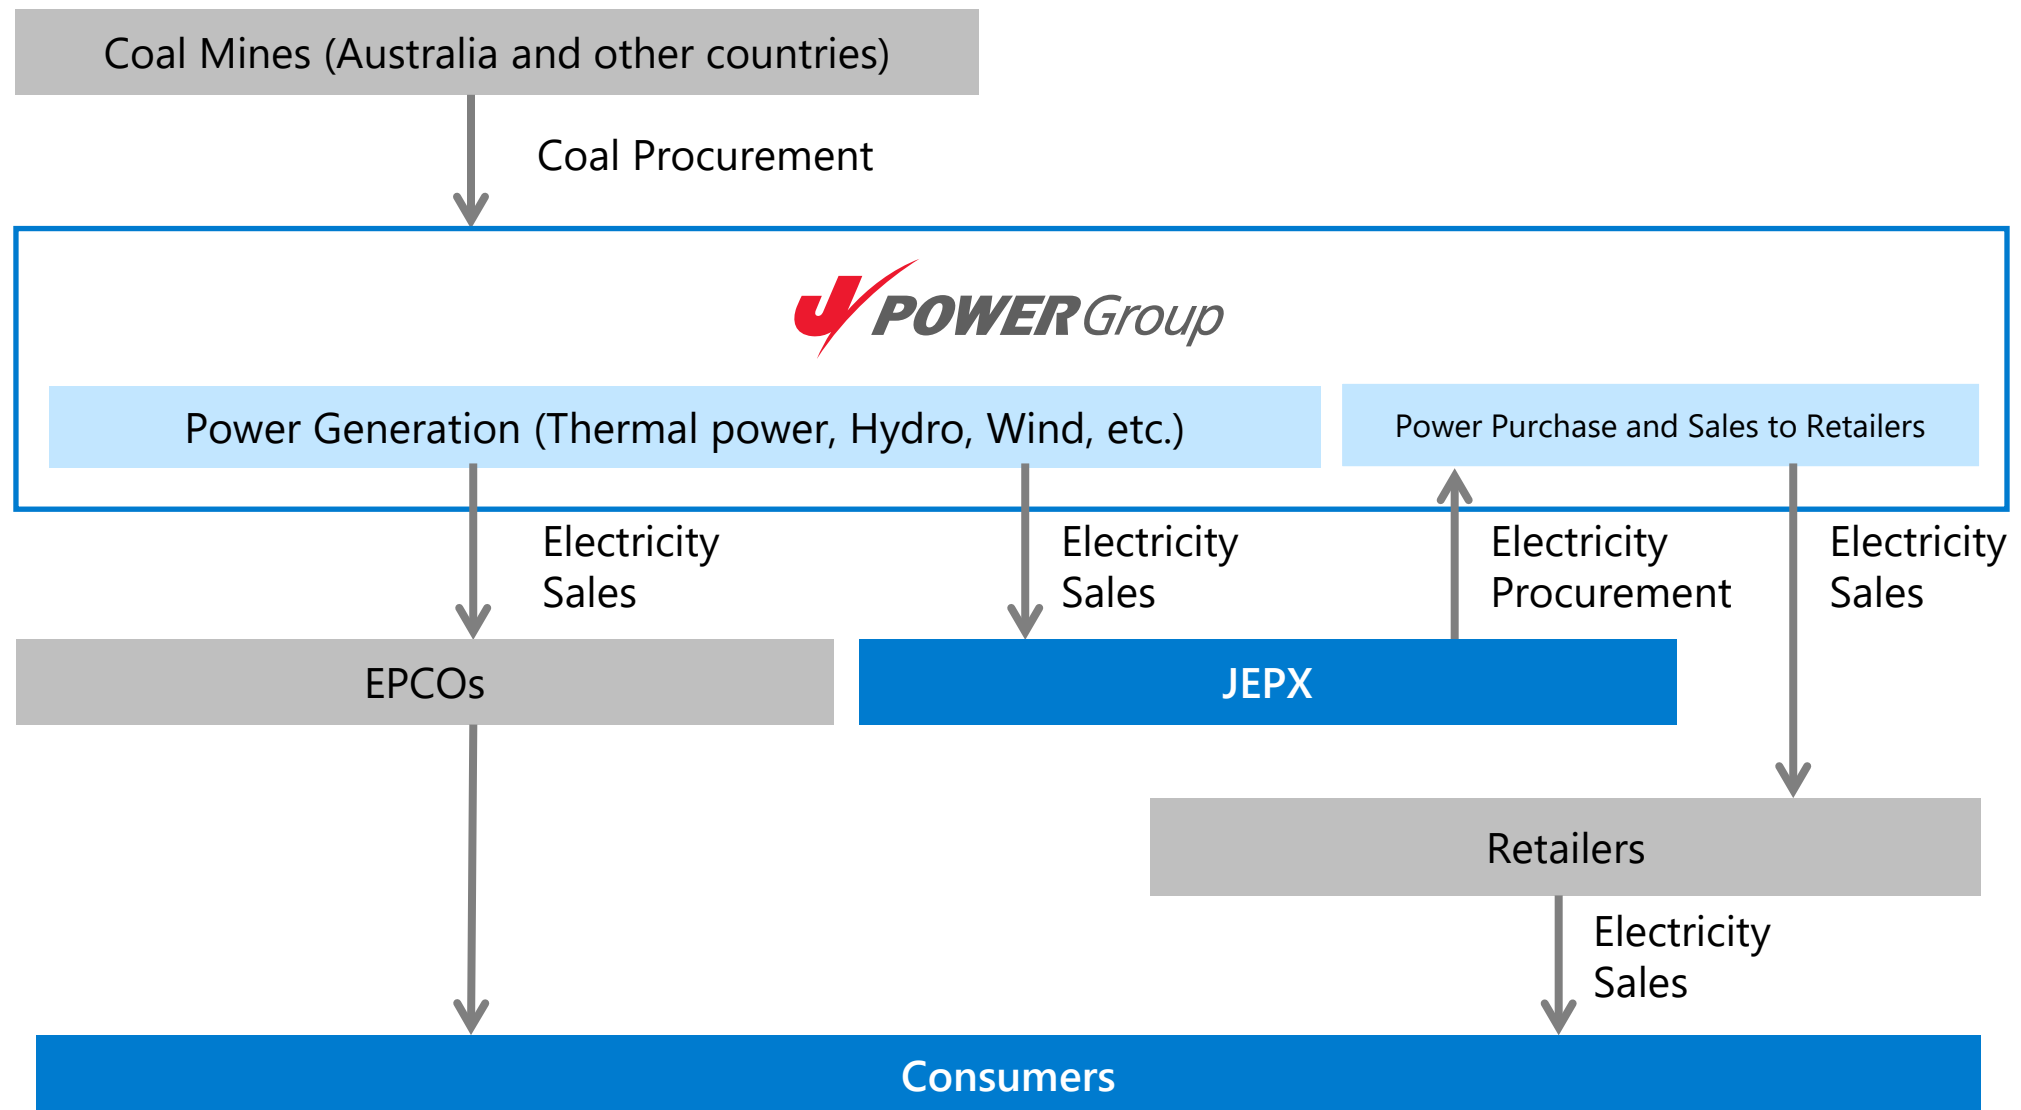 Coal Mines (Australia and other countries)
Coal Procurement
J POWER Group
Power Generation (Thermal power, Hydro, Wind, etc.)
Power Purchase and Sales to Retailers
Electricity
Sales
Electricity
Sales
Electricity
Procurement
Electricity
Sales
EPCOs
JEPX
Retailers
Electricity
Sales
Consumers